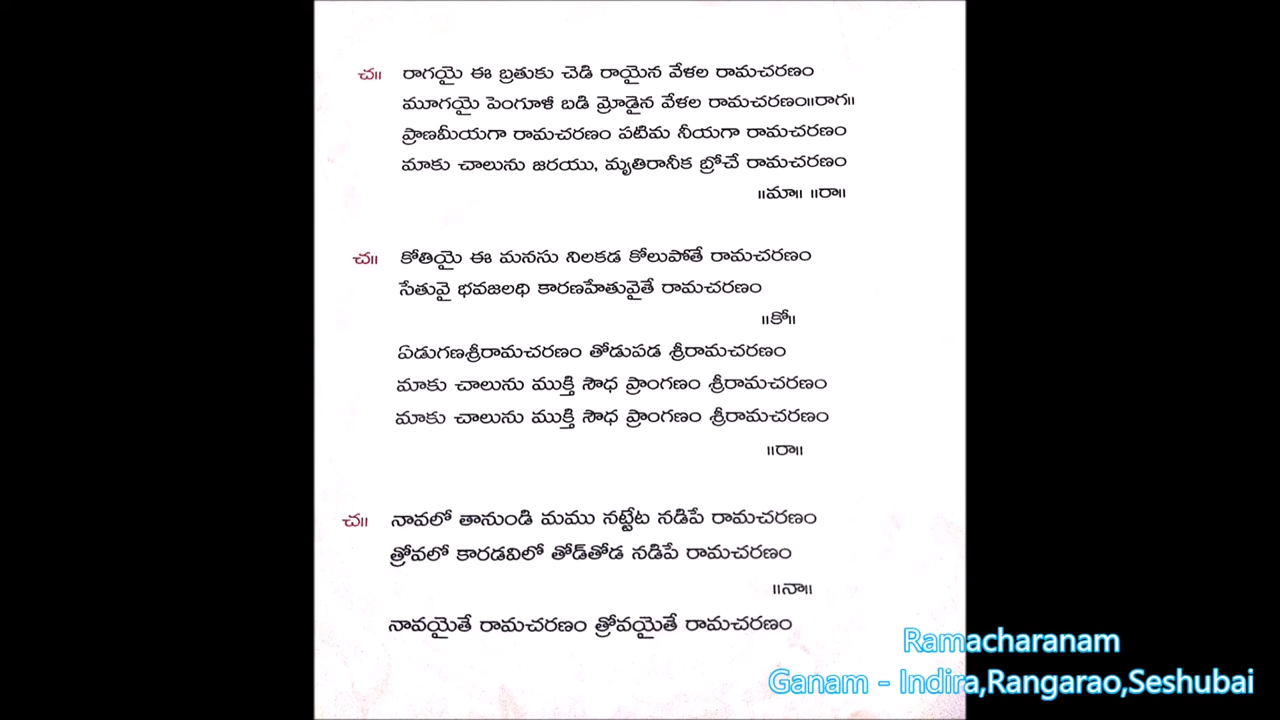 చ॥ రాగయై ఈ బ్రతుకు చెడి రాయైన వేళల రామచరణం
మూగయై పెంగూళీ బడి మ్రోడైన వేళల రామచరణం॥రాగ॥
ప్రాణమీయగా రామచరణం పటిమ నీయగా రామచరణం
మాకు చాలును జరయు, మృతిరానీక బ్రోచే రామచరణం
॥మా॥ ॥రా॥
చ॥ కోతియై ఈ మనసు నిలకడ కోలుపోతే రామచరణం
సేతువై భవజలధి కారణహేతువైతే రామచరణం
॥కో॥
ఏడుగణశ్రీరామచరణం తోడుపడ శ్రీరామచరణం
మాకు చాలును ముక్తి సౌధ ప్రాంగణం శ్రీరామచరణం
మాకు చాలును ముక్తి సౌధ ప్రాంగణం శ్రీరామచరణం
॥రా॥
చ॥ నావలో తానుండి మము నట్టేట నడిపే రామచరణం
త్రోవలో కారడవిలో తోడ్‌తోడ నడిపే రామచరణం
॥నా॥
నావయైతే రామచరణం త్రోవయైతే రామచరణం
Ramacharanam
Ganam - Indira,Rangarao,Seshubai